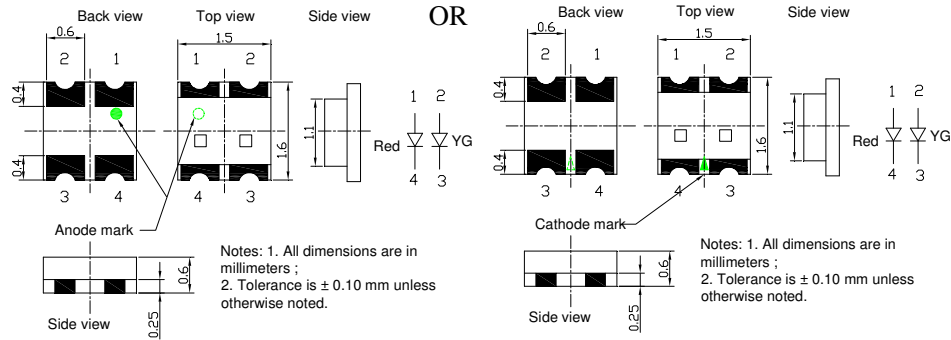 Back view Top view Side view
0.6 1.5
2 1 1 2
0.4
1.1
1.6
0.4
3 4 4 3
1 2
Red YG
4 3
Anode mark
0.6
0.25
Side view
Notes: 1. All dimensions are in
millimeters ;
2. Tolerance is ± 0.10 mm unless
otherwise noted.
OR
Back view Top view Side view
0.6 1.5
2 1 1 2
0.4
1.1
1.6
0.4
3 4 4 3
1 2
Red YG
4 3
Cathode mark
0.6
0.25
Side view
Notes: 1. All dimensions are in
millimeters ;
2. Tolerance is ± 0.10 mm unless
otherwise noted.